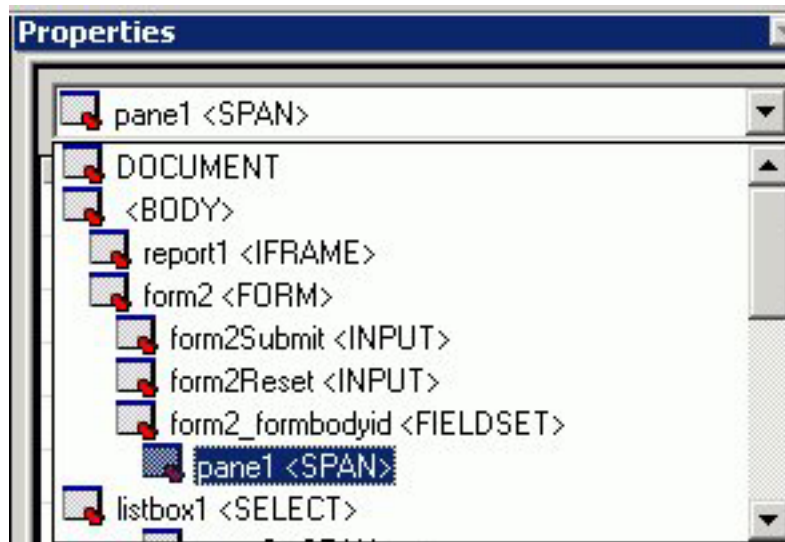 Properties
pane1 <SPAN>
DOCUMENT
<BODY>
report1 <IFRAME>
form2 <FORM>
form2Submit <INPUT>
form2Reset <INPUT>
form2_formbodyid <FIELDSET>
pane1 <SPAN>
listbox1 <SELECT>